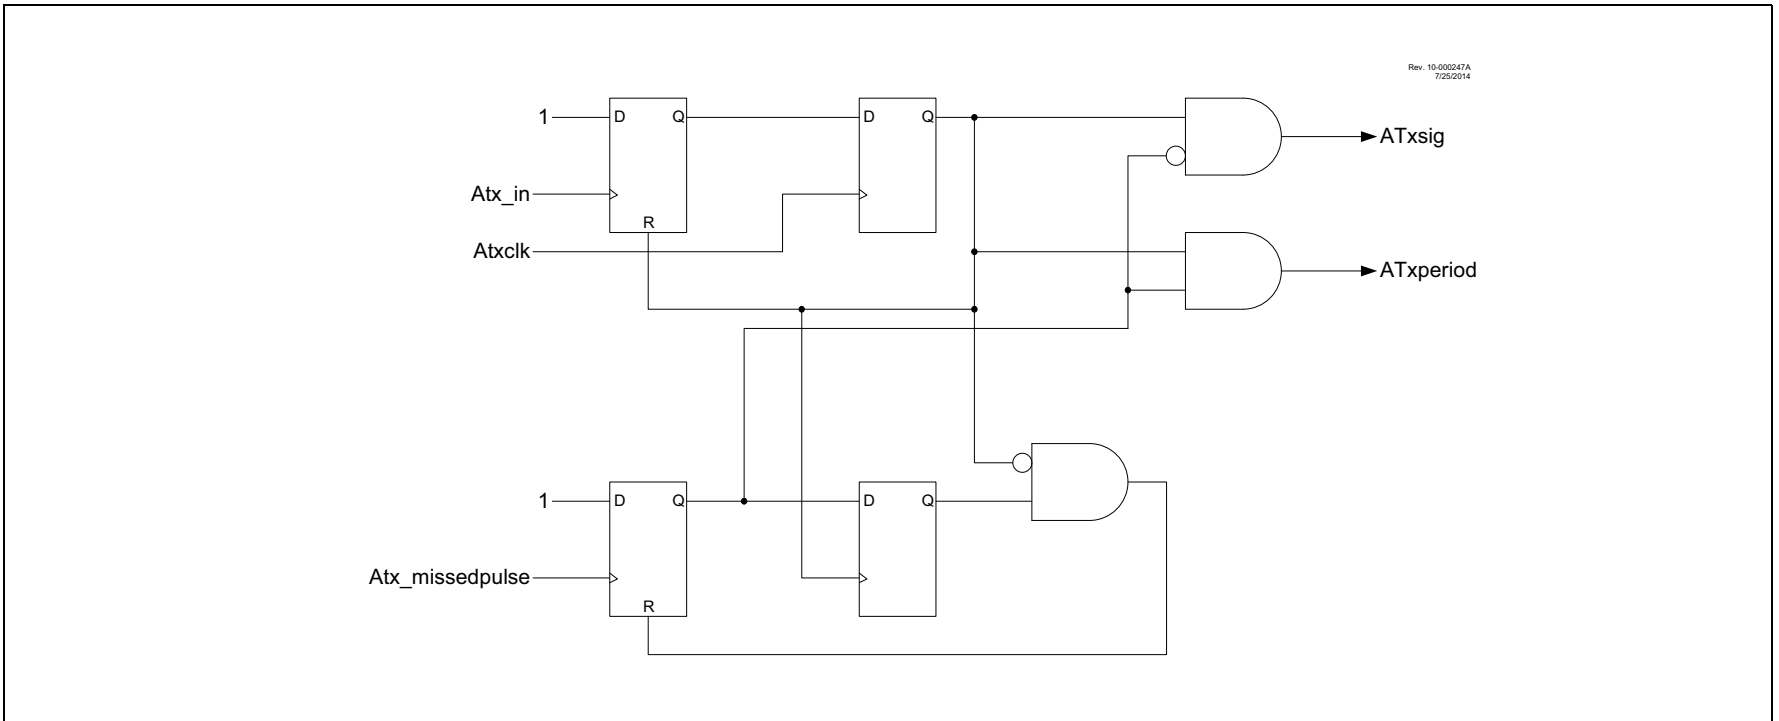 Rev. 10-000247A
7/25/2014
1
D
Q
D
Q
ATxsig
Atx_in
R
Atxclk
ATxperiod
1
D
Q
D
Q
Atx_missedpulse
R